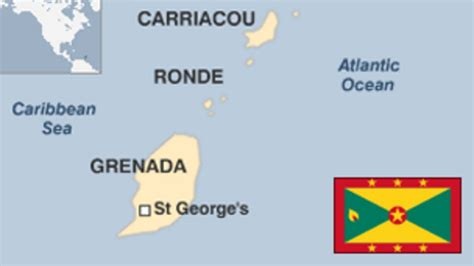 CARRIACOU
RONDE
Atlantic
Ocean
Caribbean
Sea
GRENADA
St George's